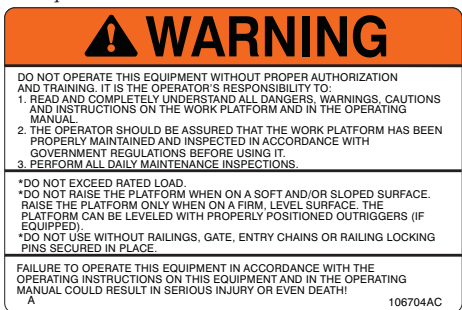 WARNING
DO NOT OPERATE THIS EQUIPMENT WITHOUT PROPER AUTHORIZATION
AND TRAINING. IT IS THE OPERATOR'S RESPONSIBILITY TO:
1. READ AND COMPLETELY UNDERSTAND ALL DANGERS, WARNINGS, CAUTIONS
AND INSTRUCTIONS ON THE WORK PLATFORM AND IN THE OPERATING
MANUAL.
2. THE OPERATOR SHOULD BE ASSURED THAT THE WORK PLATFORM HAS BEEN
PROPERLY MAINTAINED AND INSPECTED IN ACCORDANCE WITH
GOVERNMENT REGULATIONS BEFORE USING IT.
3. PERFORM ALL DAILY MAINTENANCE INSPECTIONS.
*DO NOT EXCEED RATED LOAD.
*DO NOT RAISE THE PLATFORM WHEN ON A SOFT AND/OR SLOPED SURFACE.
RAISE THE PLATFORM ONLY WHEN ON A FIRM, LEVEL SURFACE. THE
PLATFORM CAN BE LEVELED WITH PROPERLY POSITIONED OUTRIGGERS (IF
EQUIPPED).
*DO NOT USE WITHOUT RAILINGS, GATE, ENTRY CHAINS OR RAILING LOCKING
PINS SECURED IN PLACE.
FAILURE TO OPERATE THIS EQUIPMENT IN ACCORDANCE WITH THE
OPERATING INSTRUCTIONS ON THIS EQUIPMENT AND IN THE OPERATING
MANUAL COULD RESULT IN SERIOUS INJURY OR EVEN DEATH!
A 106704AC